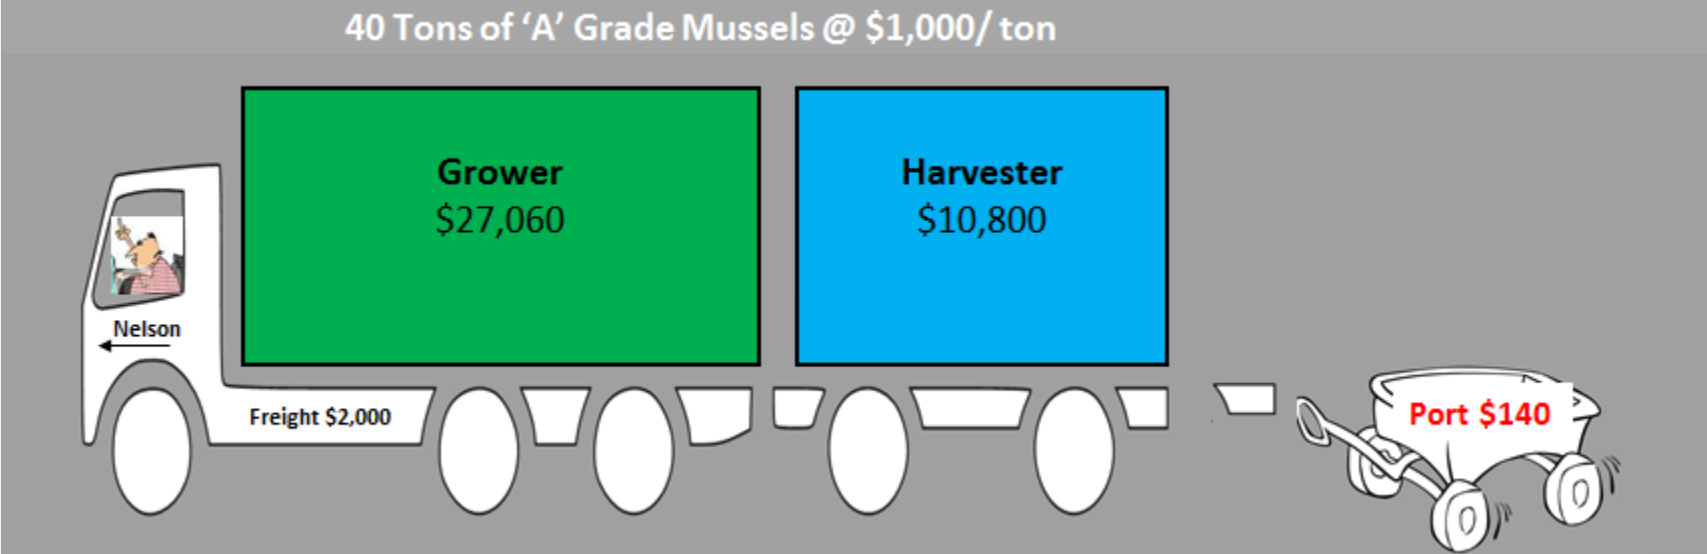 40 Tons of ‘A’ Grade Mussels @ $1,000/ ton
Grower
$27,060
Harvester
$10,800
Nelson
Freight $2,000
Port $140